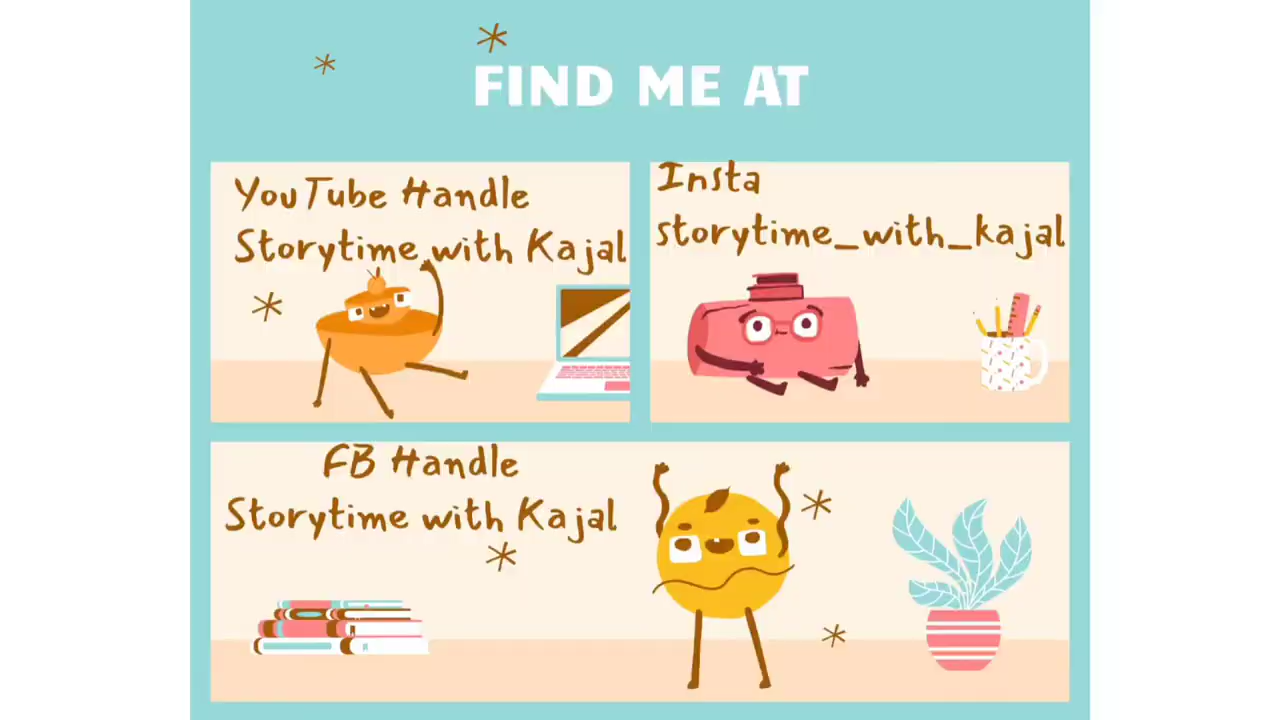 FIND ME AT
YouTube Handle
Storytime with Kajal
Insta
storytime_with_kajal
FB Handle
Storytime with Kajal